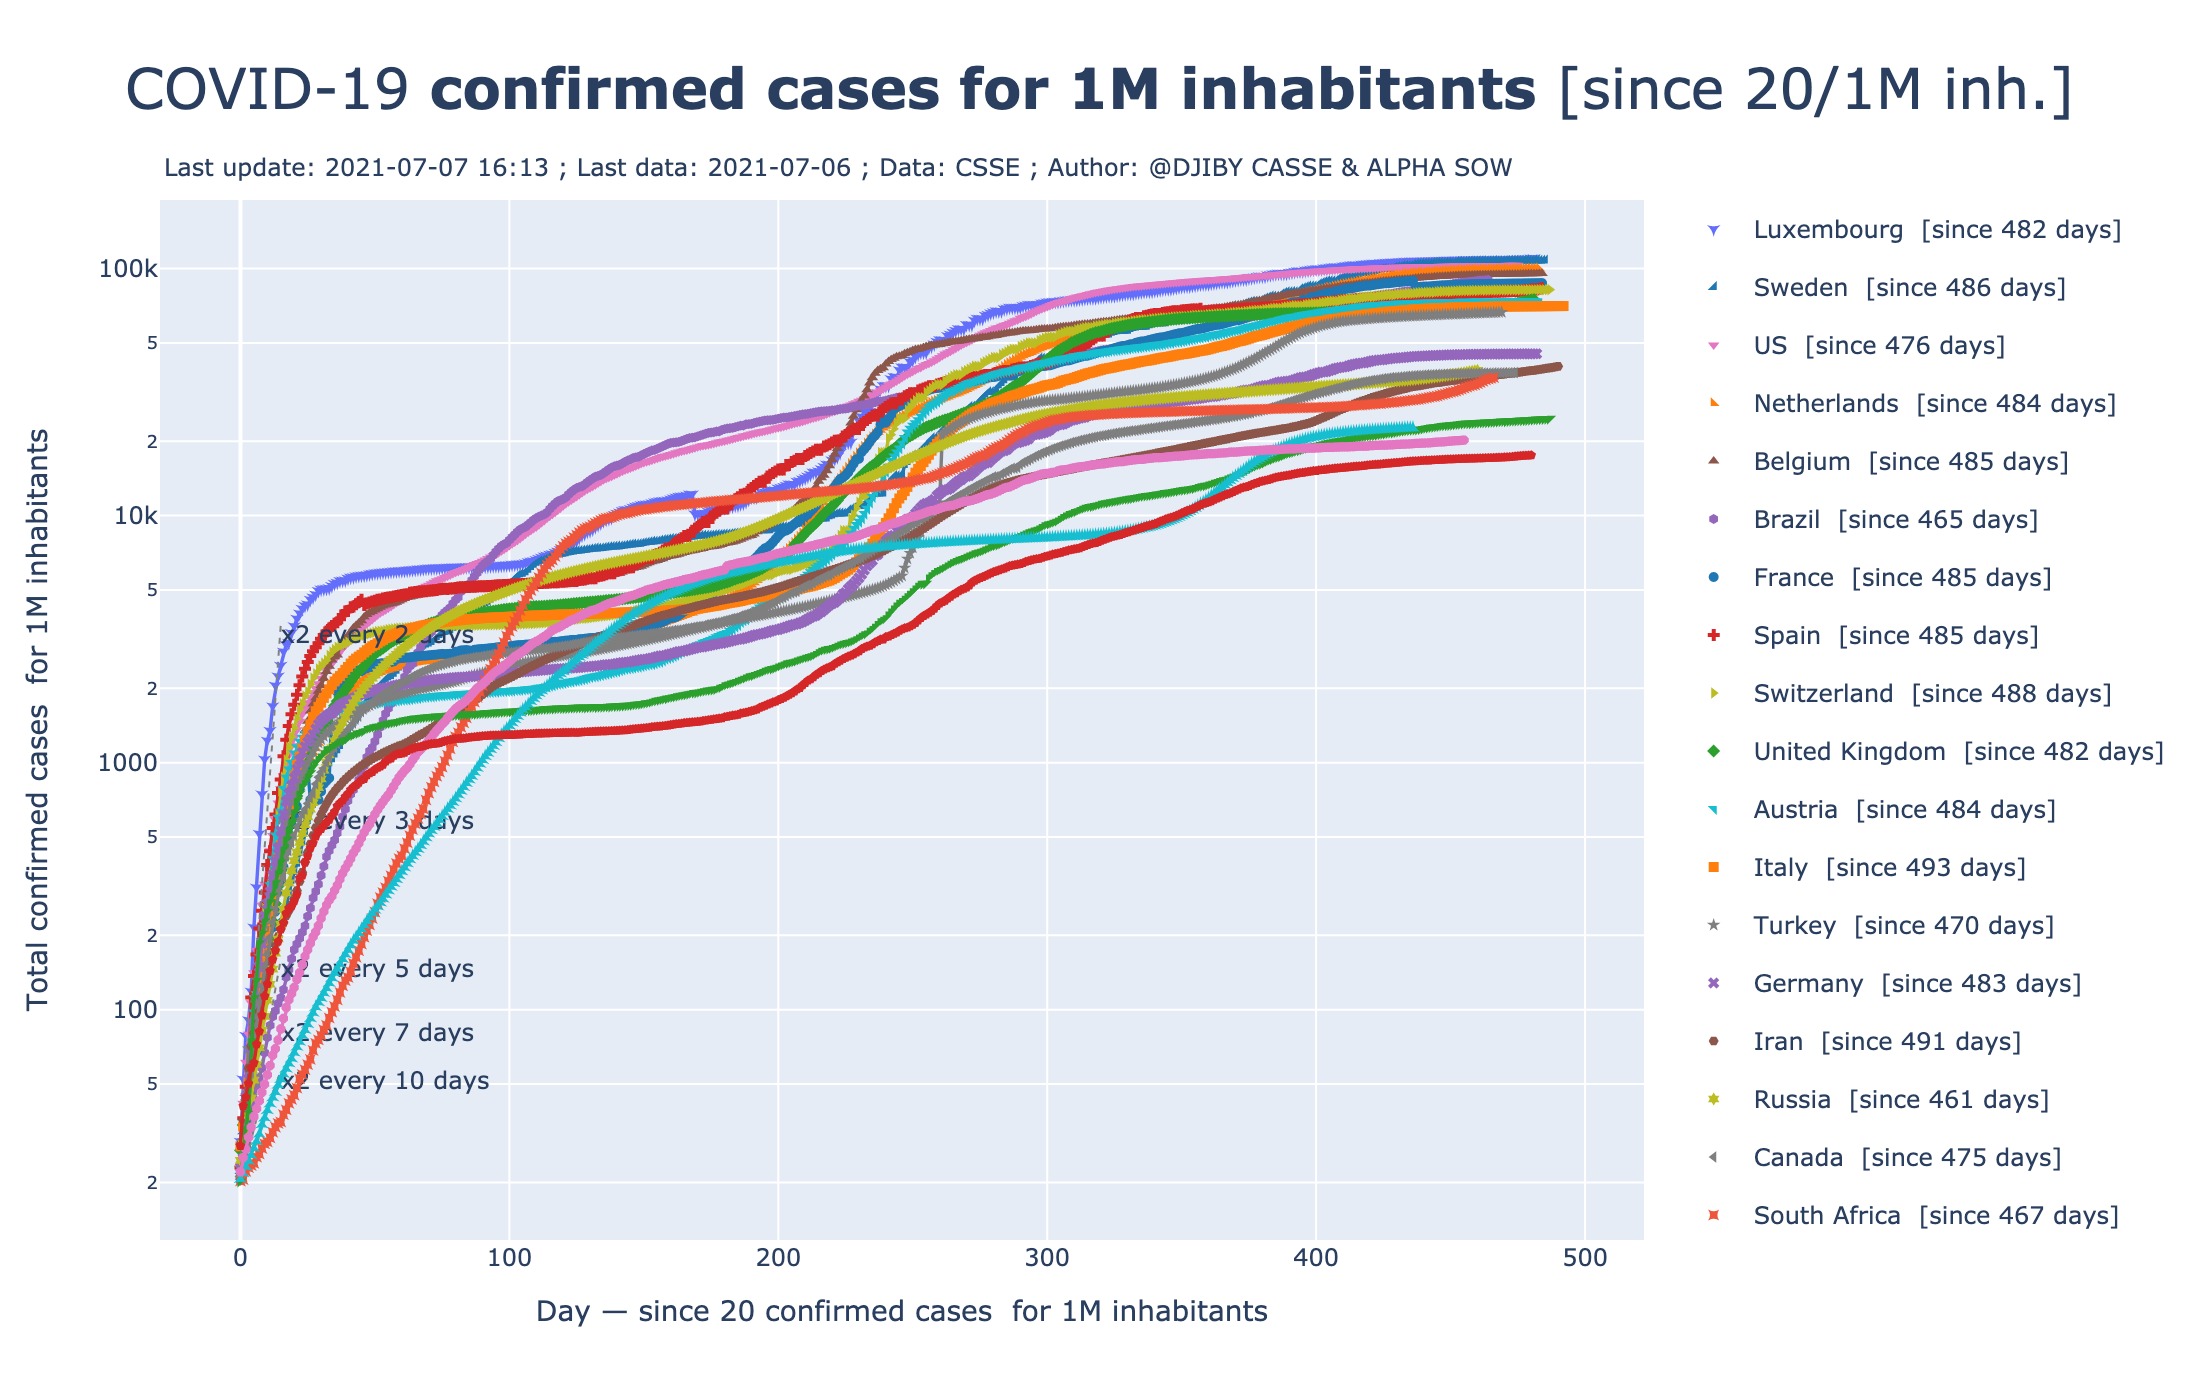 COVID-19 confirmed cases for 1M inhabitants [since 20/1M inh.]
Last update: 2021-07-07 16:13 ; Last data: 2021-07-06 ; Data: CSSE ; Author: @DJIBY CASSE & ALPHA SOW
Total confirmed cases  for 1M inhabitants
100k
5
2
10k
5
2
1000
5
2
100
5
2
x2 every 2 days
every 3 days
x2 every 5 days
x2 every 7 days
x2 every 10 days
0 100 200 300 400 500
Day — since 20 confirmed cases  for 1M inhabitants
Luxembourg  [since 482 days]
Sweden  [since 486 days]
US  [since 476 days]
Netherlands  [since 484 days]
Belgium  [since 485 days]
Brazil  [since 465 days]
France  [since 485 days]
Spain  [since 485 days]
Switzerland  [since 488 days]
United Kingdom  [since 482 days]
Austria  [since 484 days]
Italy  [since 493 days]
Turkey  [since 470 days]
Germany  [since 483 days]
Iran  [since 491 days]
Russia  [since 461 days]
Canada  [since 475 days]
South Africa  [since 467 days]